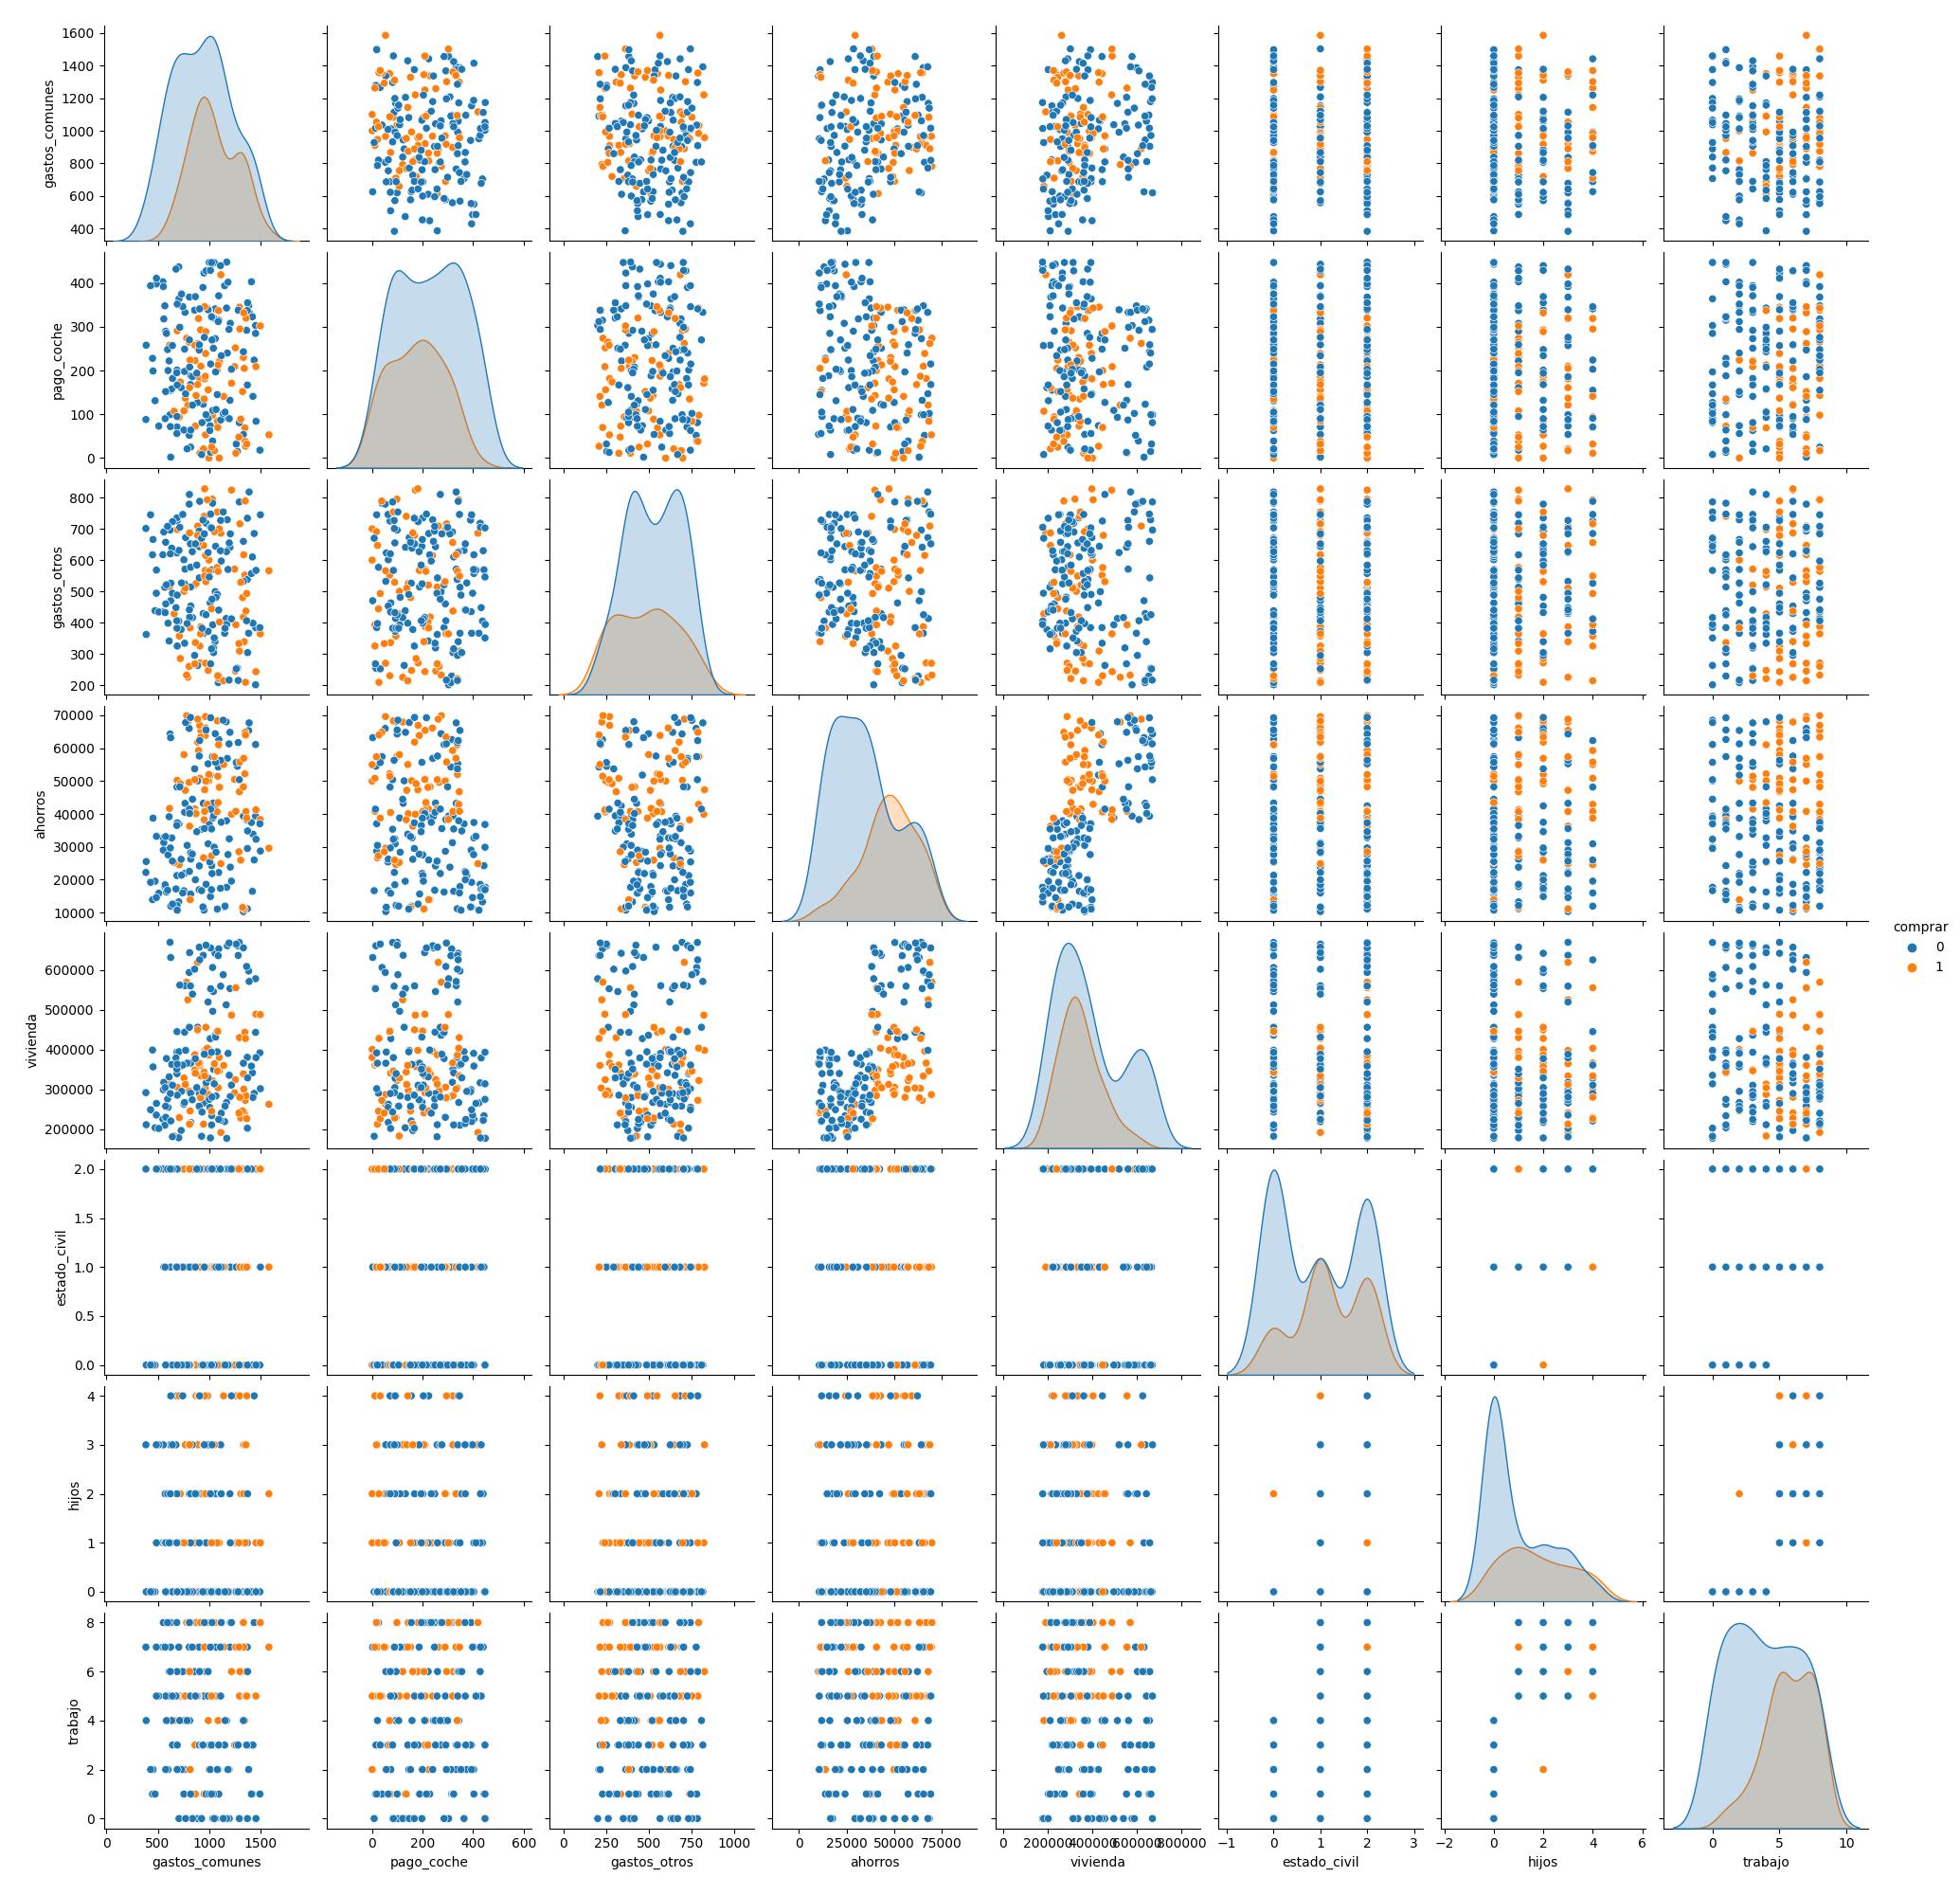 1600
1400
1200
1000
800
600
400
gastos_comunes
400
300
200
100
0
pago_coche
800
700
600
500
400
300
200
gastos_otros
70000
60000
50000
40000
30000
20000
10000
ahorros
600000
500000
400000
300000
200000
vivienda
comprar
0
1
2.0
1.5
1.0
0.5
0.0
estado_civil
4
3
2
1
0
hijos
8
6
4
2
0
trabajo
0 500 1000 1500
0 200 400 600
0 250 500 750 1000
0 25000 50000 75000
0 200000 400000 600000 800000
−1 0 1 2 3
−2 0 2 4 6
0 5 10
gastos_comunes pago_coche gastos_otros ahorros vivienda estado_civil hijos trabajo